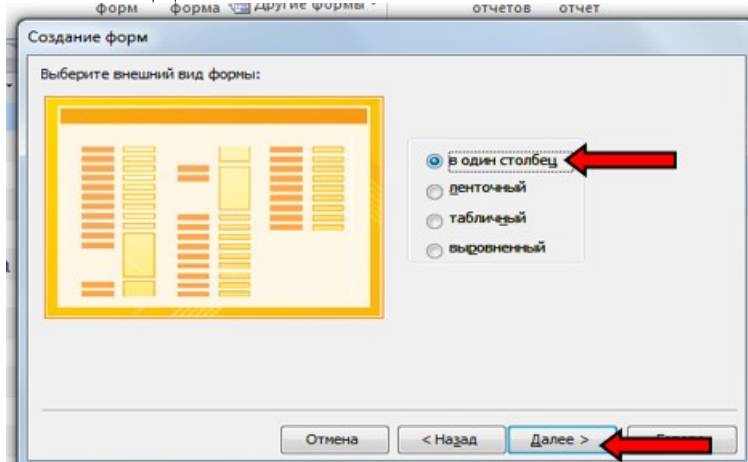 форм форма Другие формы отчетов отчет
Создание форм
Выберите внешний вид формы:
в один столбец
ленточный
табличный
выровненный
Отмена
< Назад
Далее >